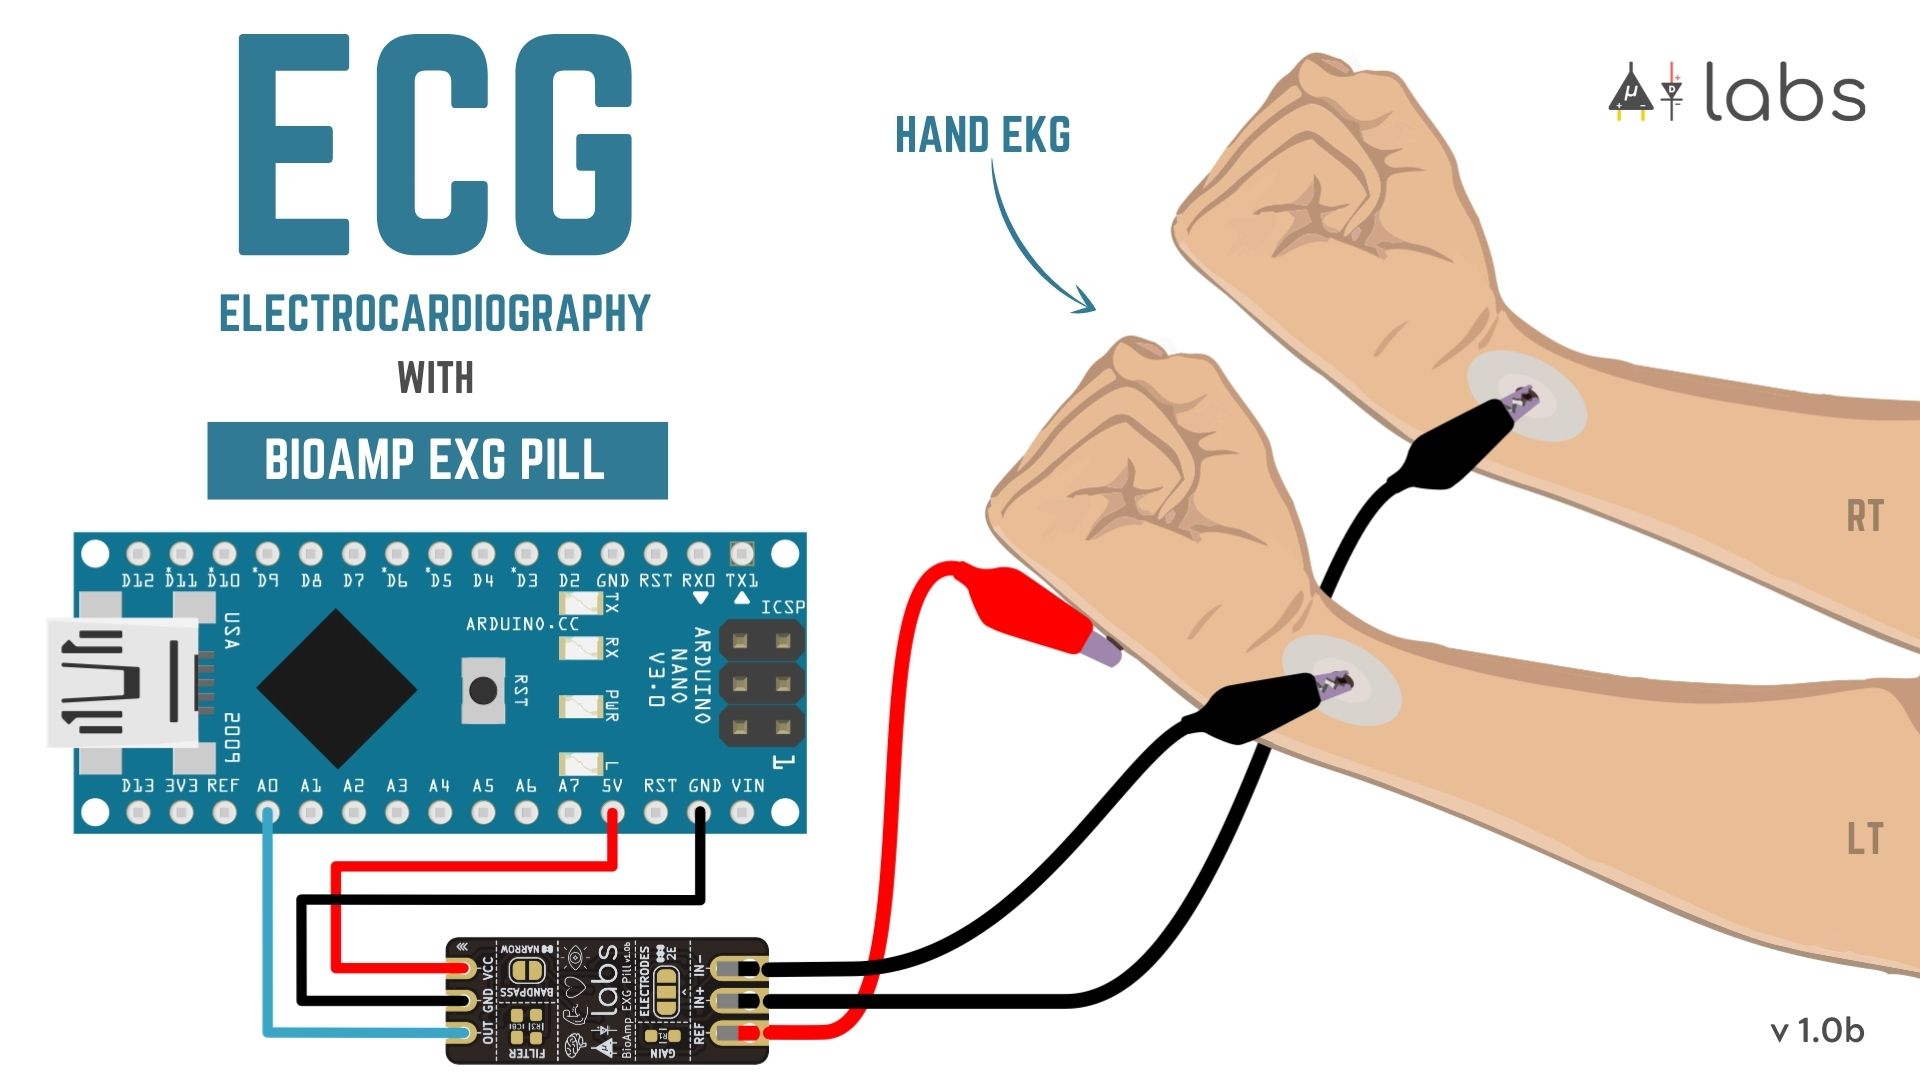 ECG
ELECTROCARDIOGRAPHY
WITH
BIOAMP EXG PILL
HAND EKG
μ + − D + − labs
D12 *D11 *D10 *D9 D8 D7 *D6 *D5 D4 *D3 D2 GND RST RX0 TX1
ICSP
ARDUINO.CC
TX
RX
PWR
L
RST
ARDUINO
NANO
V3.0
USA
2009
1
D13 3V3 REF A0 A1 A2 A3 A4 A5 A6 A7 5V RST GND VIN
RT
LT
VCC
GND
OUT
NARROW
BANDPASS
FILTER
labs
BioAmp EXG Pill v1.0b
ELECTRODES
2E
GAIN
R1
IN-
IN+
REF
v 1.0b